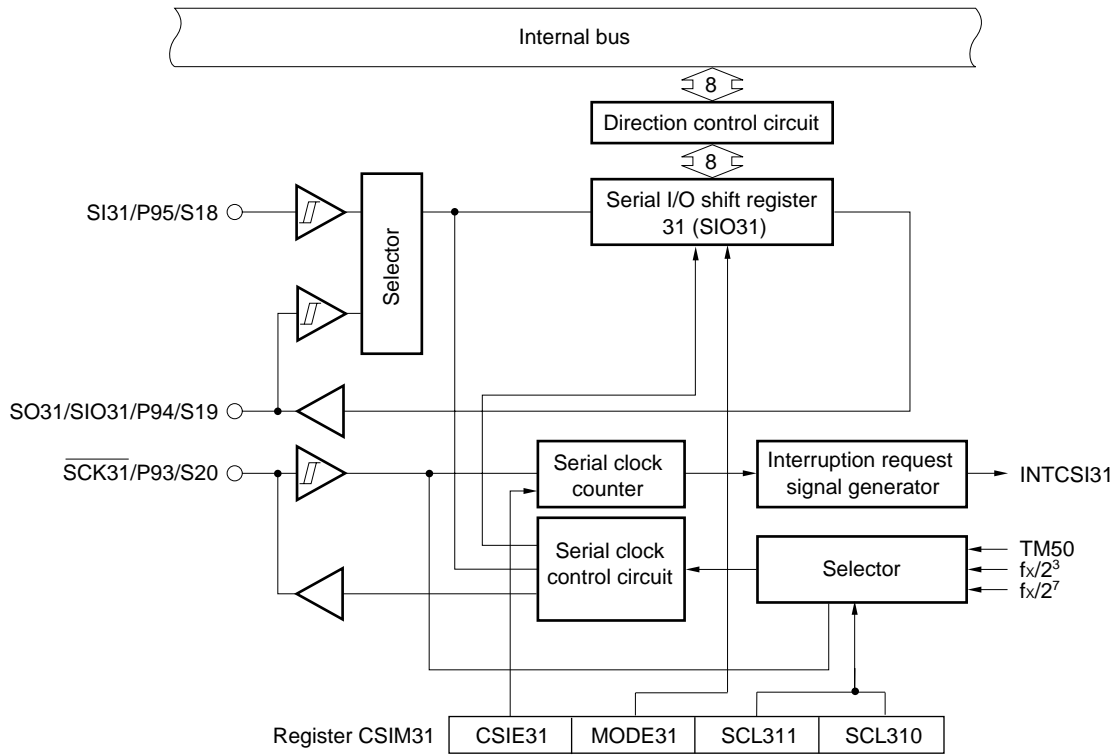 Internal bus
8
Direction control circuit
8
SI31/P95/S18
Selector
Serial I/O shift register
31 (SIO31)
SO31/SIO31/P94/S19
SCK31/P93/S20
Serial clock
counter
Interruption request
signal generator
INTCSI31
Serial clock
control circuit
Selector
TM50
fx/2³
fx/2⁷
Register CSIM31
CSIE31
MODE31
SCL311
SCL310